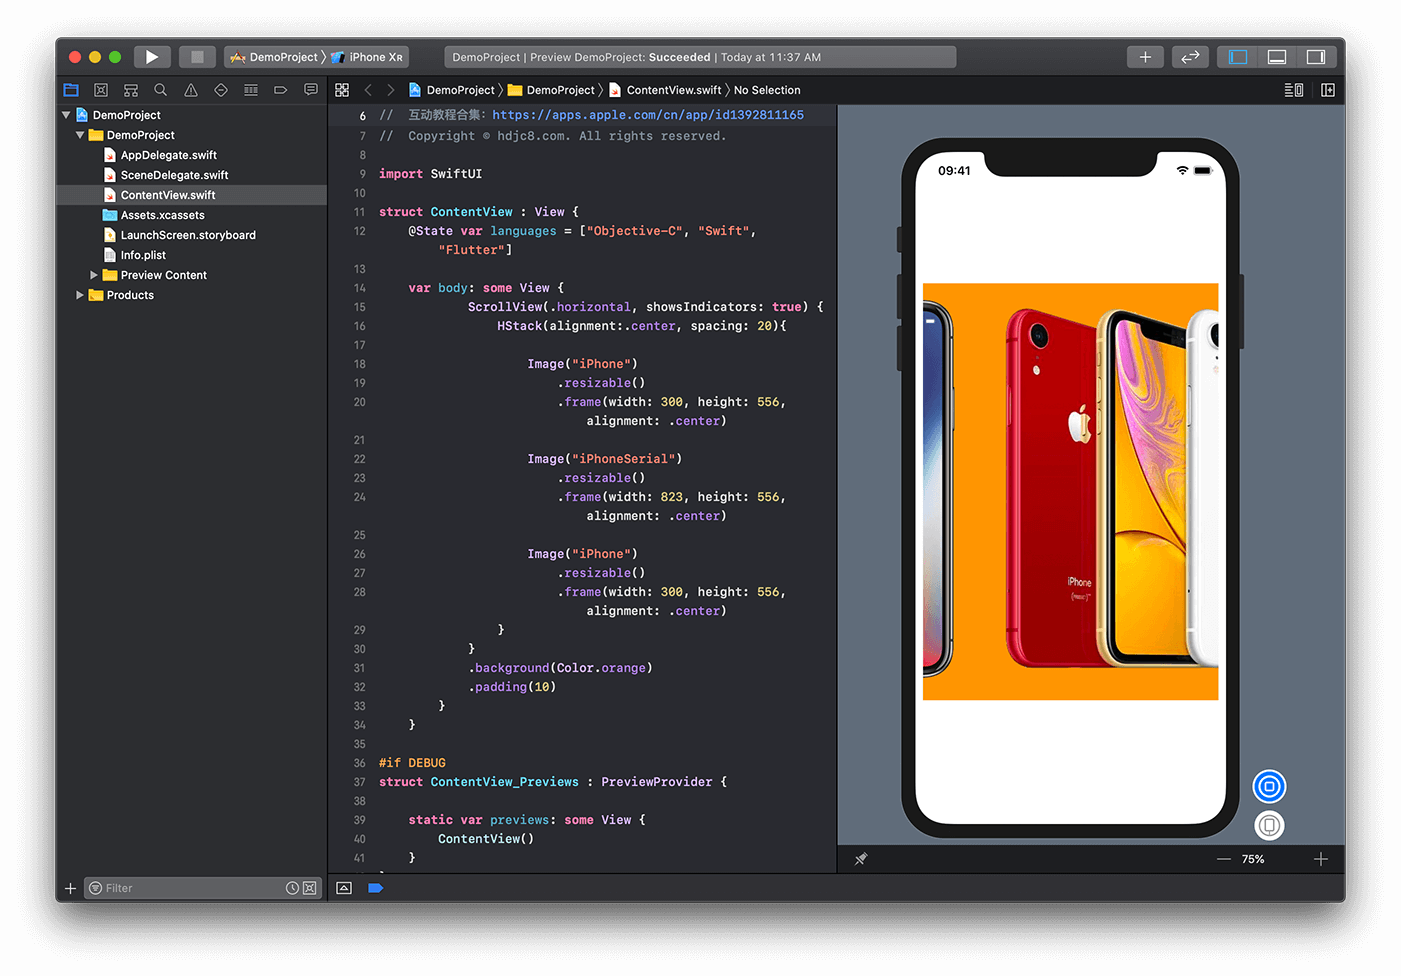 DemoProject
iPhone XR
DemoProject | Preview DemoProject: Succeeded | Today at 11:37 AM
DemoProject
DemoProject
ContentView.swift
No Selection
DemoProject
DemoProject
AppDelegate.swift
SceneDelegate.swift
ContentView.swift
Assets.xcassets
LaunchScreen.storyboard
Info.plist
Preview Content
Products
Filter
6 // 互动教程合集：https://apps.apple.com/cn/app/id1392811165
7 // Copyright © hdjc8.com. All rights reserved.
8
9 import SwiftUI
10
11 struct ContentView : View {
12 @State var languages = ["Objective-C", "Swift",
"Flutter"]
13
14 var body: some View {
15 ScrollView(.horizontal, showsIndicators: true) {
16 HStack(alignment:.center, spacing: 20){
17
18 Image("iPhone")
19 .resizable()
20 .frame(width: 300, height: 556,
alignment: .center)
21
22 Image("iPhoneSerial")
23 .resizable()
24 .frame(width: 823, height: 556,
alignment: .center)
25
26 Image("iPhone")
27 .resizable()
28 .frame(width: 300, height: 556,
alignment: .center)
29 }
30 }
31 .background(Color.orange)
32 .padding(10)
33 }
34 }
35
36 #if DEBUG
37 struct ContentView_Previews : PreviewProvider {
38
39 static var previews: some View {
40 ContentView()
41 }
09:41
iPhone
75%